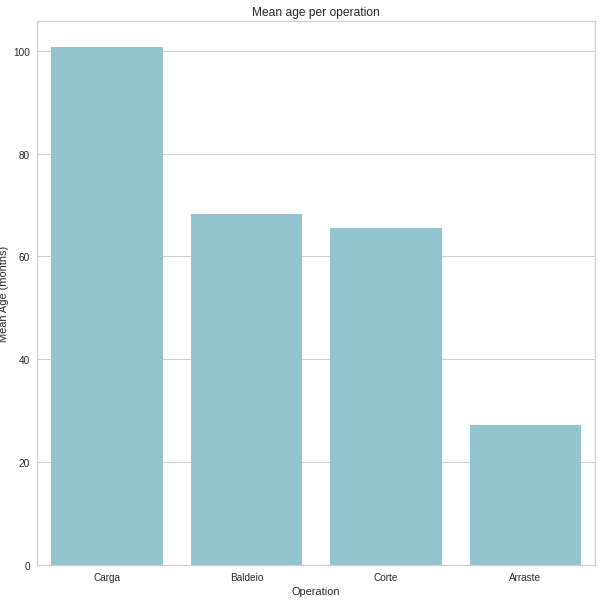 Mean age per operation
100
80
60
40
20
0
Mean Age (months)
Carga Baldeio Corte Arraste
Operation